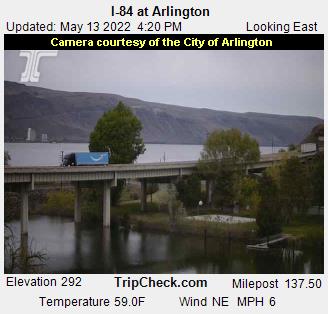 I-84 at Arlington
Updated: May 13 2022 4:20 PM Looking East
Camera courtesy of the City of Arlington
Elevation 292 TripCheck.com Milepost 137.50
Temperature 59.0F Wind NE MPH 6